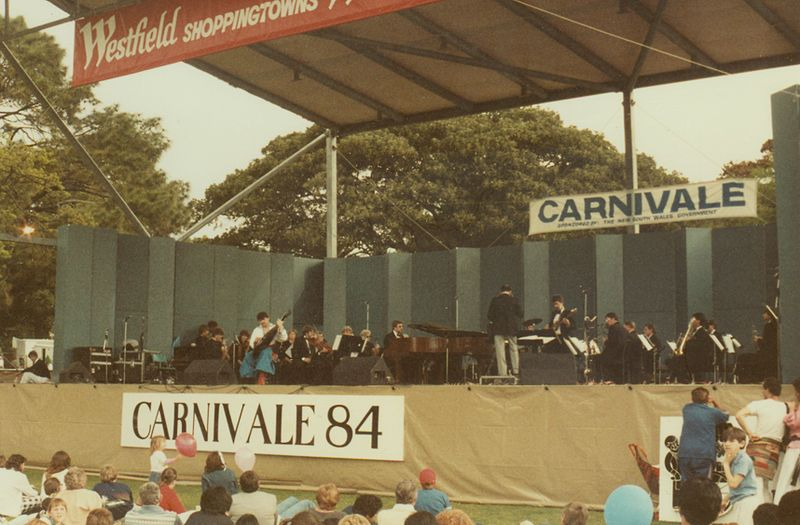 Westfield SHOPPINGTOWNS
CARNIVALE
SPONSORED BY: THE NEW SOUTH WALES GOVERNMENT
CARNIVALE 84